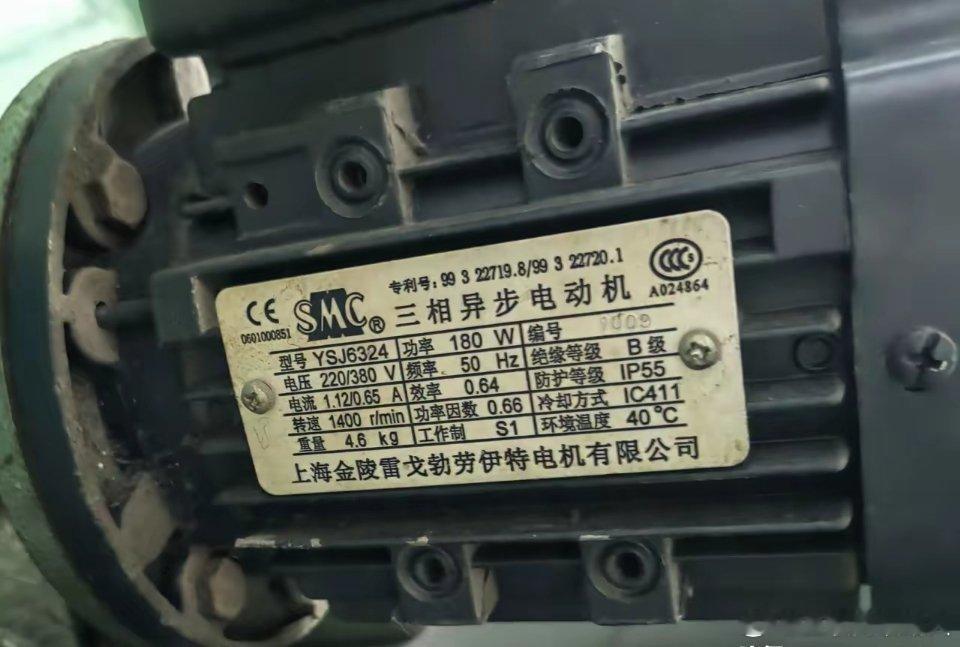 专利号: 99 3 22719.8/99 3 22720.1
CE SMC® 三相异步电动机 CCC S
0601000851 A024864
型号 YSJ6324 功率 180 W 编号 1009
电压 220/380 V 频率 50 Hz 绝缘等级 B 级
电流 1.12/0.65 A 效率 0.64 防护等级 IP55
转速 1400 r/min 功率因数 0.66 冷却方式 IC411
重量 4.6 kg 工作制 S1 环境温度 40 °C
上海金陵雷戈勃劳伊特电机有限公司